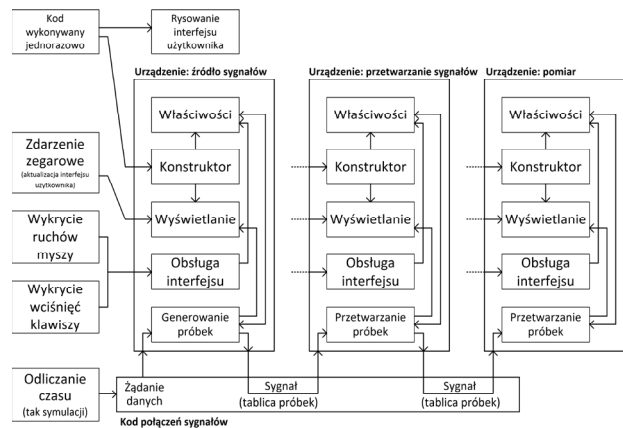 Kod
wykonywany
jednorazowo
Rysowanie
interfejsu
użytkownika
Urządzenie: źródło sygnałów
Urządzenie: przetwarzanie sygnałów
Urządzenie: pomiar
Właściwości
Właściwości
Właściwości
Zdarzenie
zegarowe
(aktualizacja interfejsu
użytkownika)
Konstruktor
Konstruktor
Konstruktor
Wyświetlanie
Wyświetlanie
Wyświetlanie
Wykrycie
ruchów
myszy
Obsługa
interfejsu
Obsługa
interfejsu
Obsługa
interfejsu
Wykrycie
wciśnięć
klawiszy
Generowanie
próbek
Przetwarzanie
próbek
Przetwarzanie
próbek
Odliczanie
czasu
(tak symulacji)
Żądanie
danych
Sygnał
(tablica próbek)
Sygnał
(tablica próbek)
Kod połączeń sygnałów